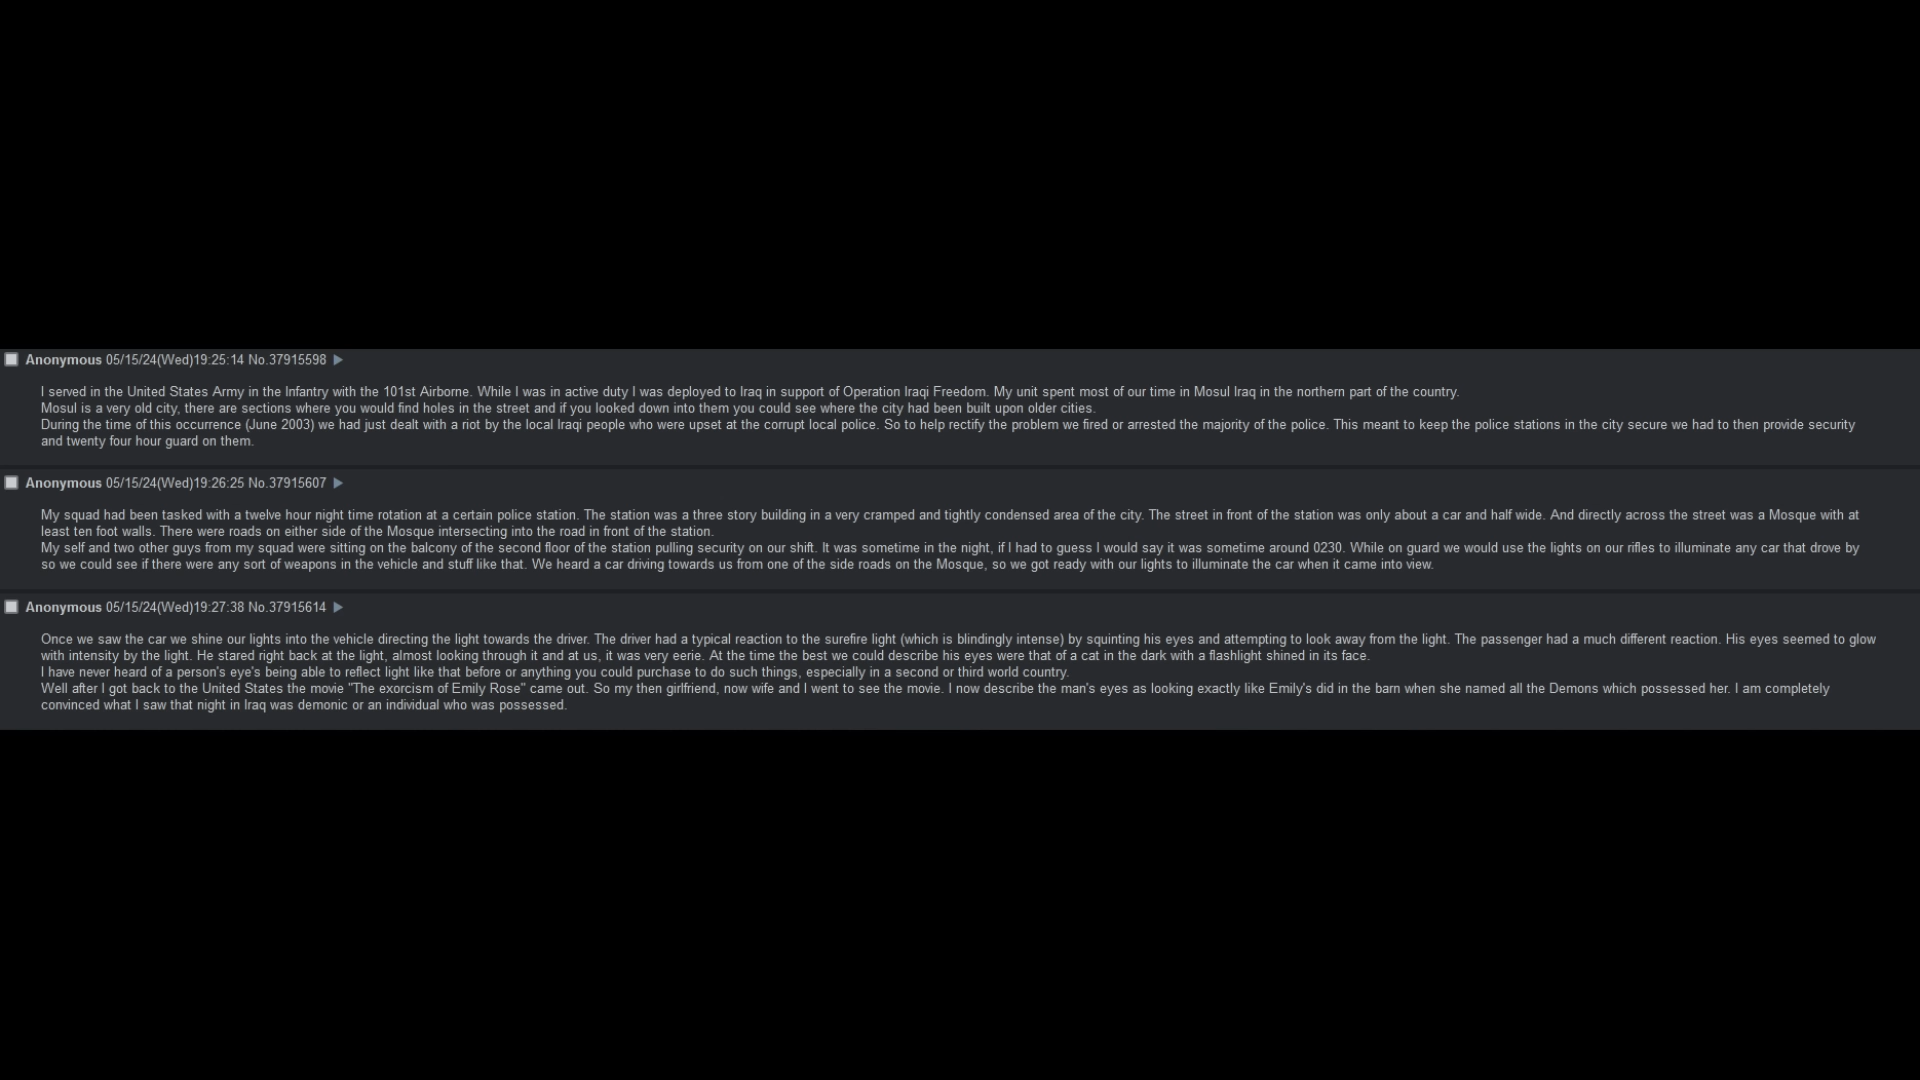 Anonymous 05/15/24(Wed)19:25:14 No.37915598
I served in the United States Army in the Infantry with the 101st Airborne. While I was in active duty I was deployed to Iraq in support of Operation Iraqi Freedom. My unit spent most of our time in Mosul Iraq in the northern part of the country.
Mosul is a very old city, there are sections where you would find holes in the street and if you looked down into them you could see where the city had been built upon older cities.
During the time of this occurrence (June 2003) we had just dealt with a riot by the local Iraqi people who were upset at the corrupt local police. So to help rectify the problem we fired or arrested the majority of the police. This meant to keep the police stations in the city secure we had to then provide security
and twenty four hour guard on them.
Anonymous 05/15/24(Wed)19:26:25 No.37915607
My squad had been tasked with a twelve hour night time rotation at a certain police station. The station was a three story building in a very cramped and tightly condensed area of the city. The street in front of the station was only about a car and half wide. And directly across the street was a Mosque with at
least ten foot walls. There were roads on either side of the Mosque intersecting into the road in front of the station.
My self and two other guys from my squad were sitting on the balcony of the second floor of the station pulling security on our shift. It was sometime in the night, if I had to guess I would say it was sometime around 0230. While on guard we would use the lights on our rifles to illuminate any car that drove by
so we could see if there were any sort of weapons in the vehicle and stuff like that. We heard a car driving towards us from one of the side roads on the Mosque, so we got ready with our lights to illuminate the car when it came into view.
Anonymous 05/15/24(Wed)19:27:38 No.37915614
Once we saw the car we shine our lights into the vehicle directing the light towards the driver. The driver had a typical reaction to the surefire light (which is blindingly intense) by squinting his eyes and attempting to look away from the light. The passenger had a much different reaction. His eyes seemed to glow
with intensity by the light. He stared right back at the light, almost looking through it and at us, it was very eerie. At the time the best we could describe his eyes were that of a cat in the dark with a flashlight shined in its face.
I have never heard of a person's eye's being able to reflect light like that before or anything you could purchase to do such things, especially in a second or third world country.
Well after I got back to the United States the movie "The exorcism of Emily Rose" came out. So my then girlfriend, now wife and I went to see the movie. I now describe the man's eyes as looking exactly like Emily's did in the barn when she named all the Demons which possessed her. I am completely
convinced what I saw that night in Iraq was demonic or an individual who was possessed.